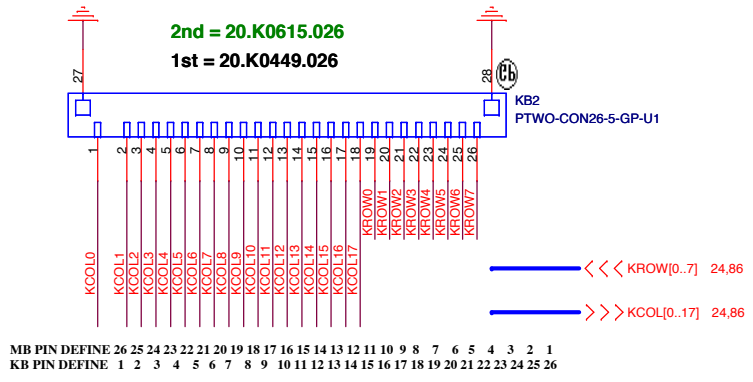 2nd = 20.K0615.026
1st = 20.K0449.026
27
28
KB2
PTWO-CON26-5-GP-U1
1 2 3 4 5 6 7 8 9 10 11 12 13 14 15 16 17 18 19 20 21 22 23 24 25 26
KCOL0 KCOL1 KCOL2 KCOL3 KCOL4 KCOL5 KCOL6 KCOL7 KCOL8 KCOL9 KCOL10 KCOL11 KCOL12 KCOL13 KCOL14 KCOL15 KCOL16 KCOL17
KROW0 KROW1 KROW2 KROW3 KROW4 KROW5 KROW6 KROW7
KROW[0..7] 24,86
KCOL[0..17] 24,86
MB PIN DEFINE 26 25 24 23 22 21 20 19 18 17 16 15 14 13 12 11 10 9 8 7 6 5 4 3 2 1
KB PIN DEFINE 1 2 3 4 5 6 7 8 9 10 11 12 13 14 15 16 17 18 19 20 21 22 23 24 25 26